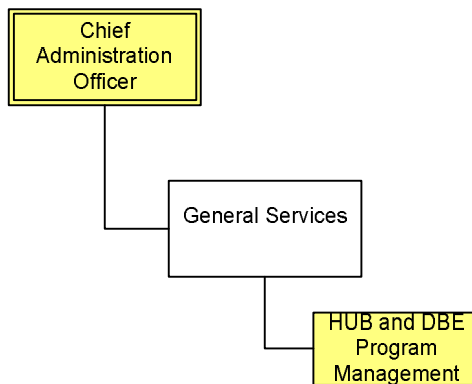 Chief
Administration
Officer
General Services
HUB and DBE
Program
Management